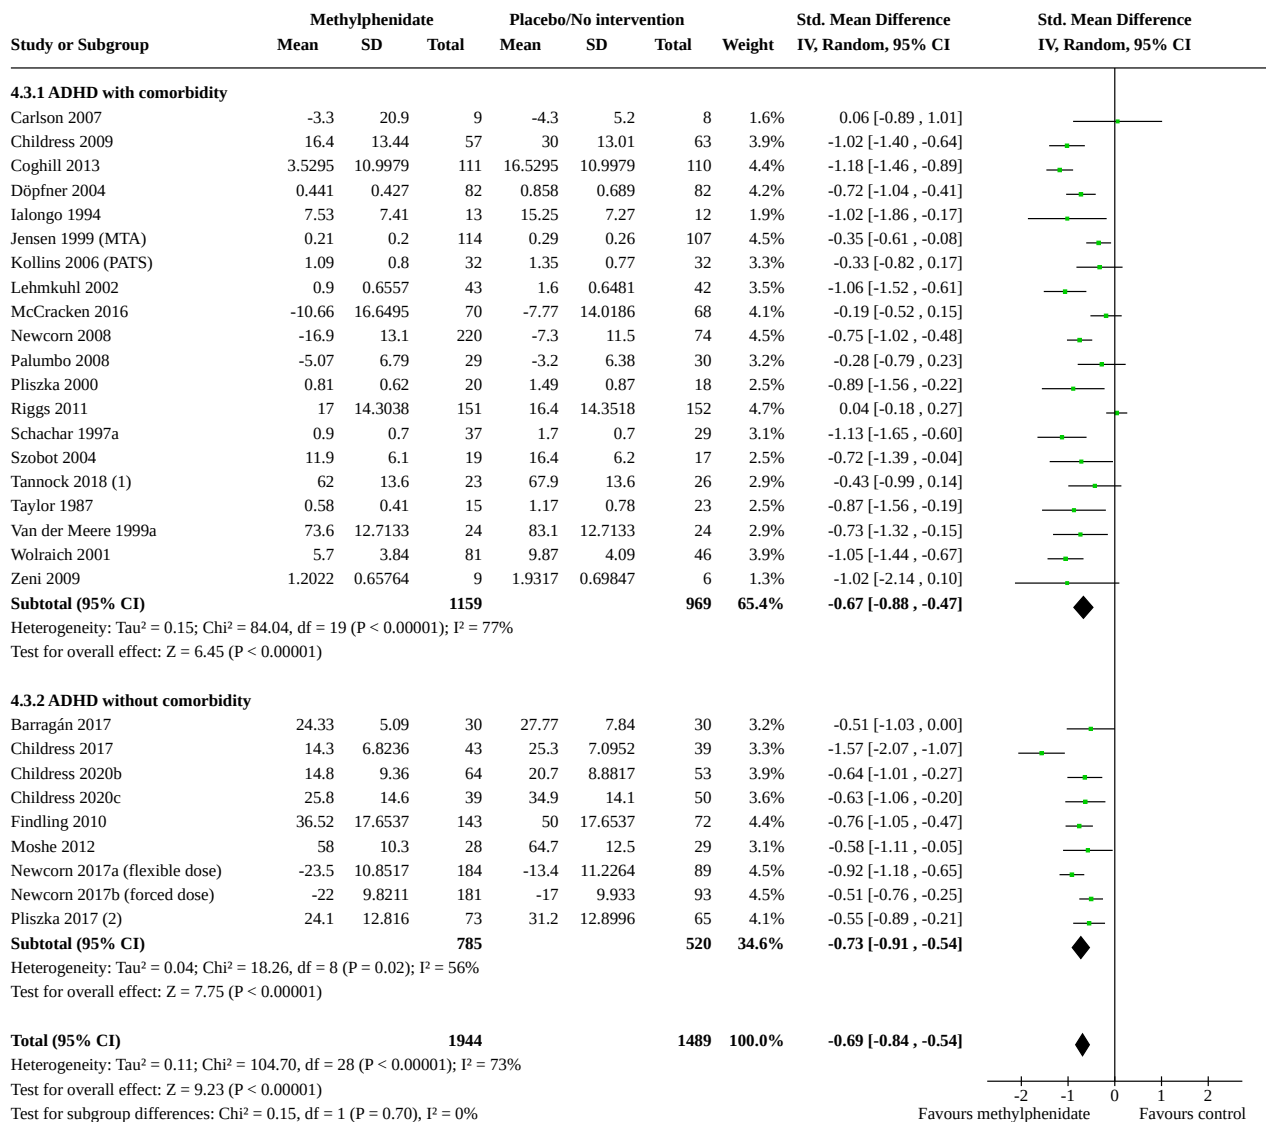 Methylphenidate Placebo/No intervention Std. Mean Difference Std. Mean Difference
Study or Subgroup Mean SD Total Mean SD Total Weight IV, Random, 95% CI IV, Random, 95% CI
4.3.1 ADHD with comorbidity
Carlson 2007 -3.3 20.9 9 -4.3 5.2 8 1.6% 0.06 [-0.89 , 1.01]
Childress 2009 16.4 13.44 57 30 13.01 63 3.9% -1.02 [-1.40 , -0.64]
Coghill 2013 3.5295 10.9979 111 16.5295 10.9979 110 4.4% -1.18 [-1.46 , -0.89]
Döpfner 2004 0.441 0.427 82 0.858 0.689 82 4.2% -0.72 [-1.04 , -0.41]
Ialongo 1994 7.53 7.41 13 15.25 7.27 12 1.9% -1.02 [-1.86 , -0.17]
Jensen 1999 (MTA) 0.21 0.2 114 0.29 0.26 107 4.5% -0.35 [-0.61 , -0.08]
Kollins 2006 (PATS) 1.09 0.8 32 1.35 0.77 32 3.3% -0.33 [-0.82 , 0.17]
Lehmkuhl 2002 0.9 0.6557 43 1.6 0.6481 42 3.5% -1.06 [-1.52 , -0.61]
McCracken 2016 -10.66 16.6495 70 -7.77 14.0186 68 4.1% -0.19 [-0.52 , 0.15]
Newcorn 2008 -16.9 13.1 220 -7.3 11.5 74 4.5% -0.75 [-1.02 , -0.48]
Palumbo 2008 -5.07 6.79 29 -3.2 6.38 30 3.2% -0.28 [-0.79 , 0.23]
Pliszka 2000 0.81 0.62 20 1.49 0.87 18 2.5% -0.89 [-1.56 , -0.22]
Riggs 2011 17 14.3038 151 16.4 14.3518 152 4.7% 0.04 [-0.18 , 0.27]
Schachar 1997a 0.9 0.7 37 1.7 0.7 29 3.1% -1.13 [-1.65 , -0.60]
Szobot 2004 11.9 6.1 19 16.4 6.2 17 2.5% -0.72 [-1.39 , -0.04]
Tannock 2018 (1) 62 13.6 23 67.9 13.6 26 2.9% -0.43 [-0.99 , 0.14]
Taylor 1987 0.58 0.41 15 1.17 0.78 23 2.5% -0.87 [-1.56 , -0.19]
Van der Meere 1999a 73.6 12.7133 24 83.1 12.7133 24 2.9% -0.73 [-1.32 , -0.15]
Wolraich 2001 5.7 3.84 81 9.87 4.09 46 3.9% -1.05 [-1.44 , -0.67]
Zeni 2009 1.2022 0.65764 9 1.9317 0.69847 6 1.3% -1.02 [-2.14 , 0.10]
Subtotal (95% CI) 1159 969 65.4% -0.67 [-0.88 , -0.47]
Heterogeneity: Tau² = 0.15; Chi² = 84.04, df = 19 (P < 0.00001); I² = 77%
Test for overall effect: Z = 6.45 (P < 0.00001)
4.3.2 ADHD without comorbidity
Barragán 2017 24.33 5.09 30 27.77 7.84 30 3.2% -0.51 [-1.03 , 0.00]
Childress 2017 14.3 6.8236 43 25.3 7.0952 39 3.3% -1.57 [-2.07 , -1.07]
Childress 2020b 14.8 9.36 64 20.7 8.8817 53 3.9% -0.64 [-1.01 , -0.27]
Childress 2020c 25.8 14.6 39 34.9 14.1 50 3.6% -0.63 [-1.06 , -0.20]
Findling 2010 36.52 17.6537 143 50 17.6537 72 4.4% -0.76 [-1.05 , -0.47]
Moshe 2012 58 10.3 28 64.7 12.5 29 3.1% -0.58 [-1.11 , -0.05]
Newcorn 2017a (flexible dose) -23.5 10.8517 184 -13.4 11.2264 89 4.5% -0.92 [-1.18 , -0.65]
Newcorn 2017b (forced dose) -22 9.8211 181 -17 9.933 93 4.5% -0.51 [-0.76 , -0.25]
Pliszka 2017 (2) 24.1 12.816 73 31.2 12.8996 65 4.1% -0.55 [-0.89 , -0.21]
Subtotal (95% CI) 785 520 34.6% -0.73 [-0.91 , -0.54]
Heterogeneity: Tau² = 0.04; Chi² = 18.26, df = 8 (P = 0.02); I² = 56%
Test for overall effect: Z = 7.75 (P < 0.00001)
Total (95% CI) 1944 1489 100.0% -0.69 [-0.84 , -0.54]
Heterogeneity: Tau² = 0.11; Chi² = 104.70, df = 28 (P < 0.00001); I² = 73%
Test for overall effect: Z = 9.23 (P < 0.00001)
-2 -1 0 1 2
Test for subgroup differences: Chi² = 0.15, df = 1 (P = 0.70), I² = 0% Favours methylphenidate Favours control